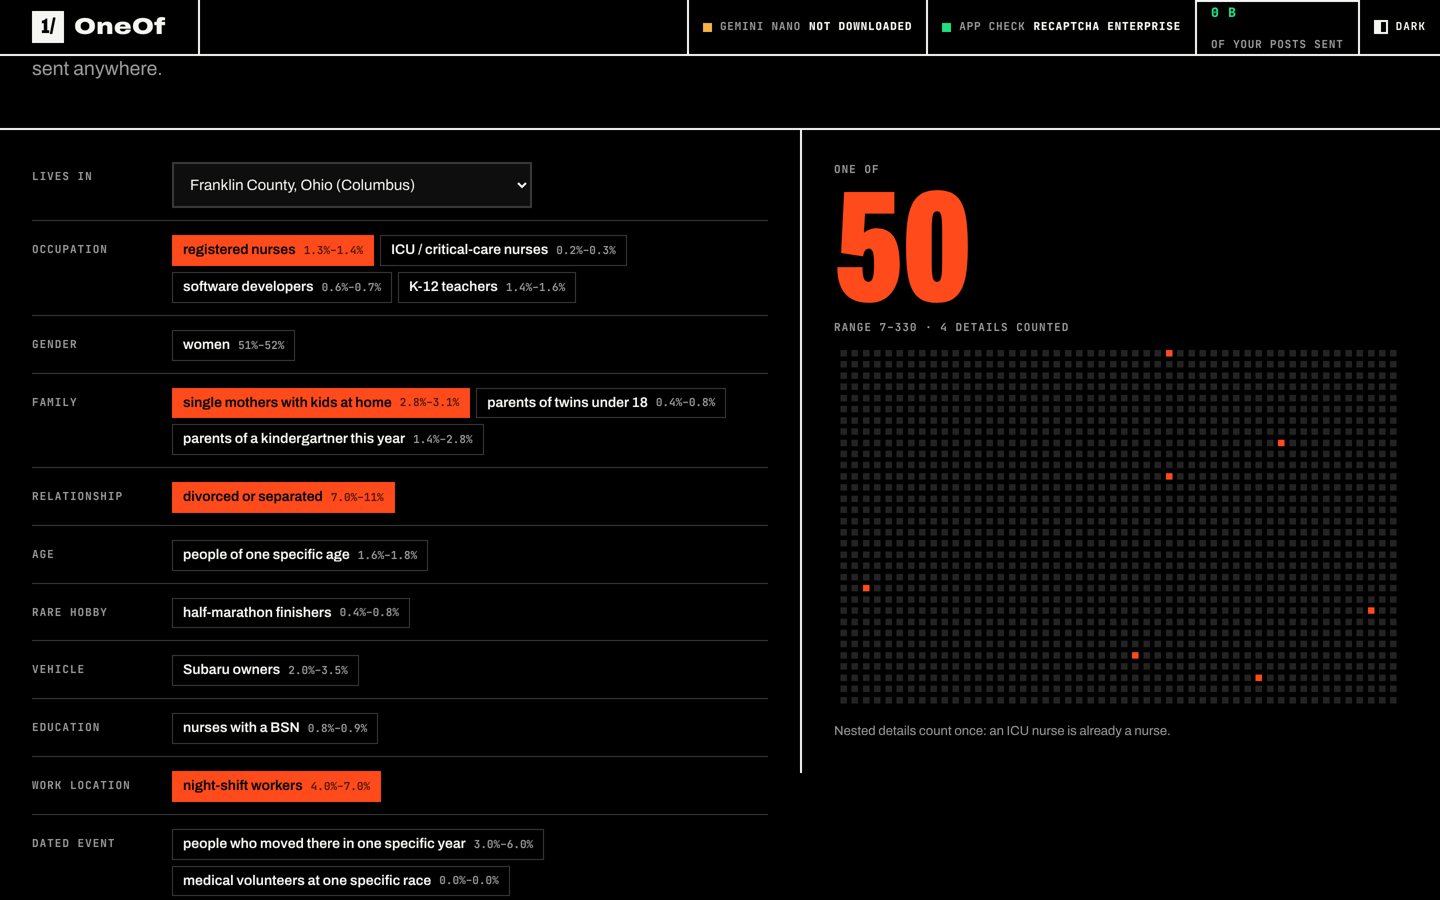 1/ OneOf
GEMINI NANO NOT DOWNLOADED
APP CHECK RECAPTCHA ENTERPRISE
0 B
OF YOUR POSTS SENT
DARK
sent anywhere.
LIVES IN
Franklin County, Ohio (Columbus)
OCCUPATION
registered nurses 1.3%–1.4%
ICU / critical-care nurses 0.2%–0.3%
software developers 0.6%–0.7%
K-12 teachers 1.4%–1.6%
GENDER
women 51%–52%
FAMILY
single mothers with kids at home 2.8%–3.1%
parents of twins under 18 0.4%–0.8%
parents of a kindergartner this year 1.4%–2.8%
RELATIONSHIP
divorced or separated 7.0%–11%
AGE
people of one specific age 1.6%–1.8%
RARE HOBBY
half-marathon finishers 0.4%–0.8%
VEHICLE
Subaru owners 2.0%–3.5%
EDUCATION
nurses with a BSN 0.8%–0.9%
WORK LOCATION
night-shift workers 4.0%–7.0%
DATED EVENT
people who moved there in one specific year 3.0%–6.0%
medical volunteers at one specific race 0.0%–0.0%
ONE OF
50
RANGE 7–330 · 4 DETAILS COUNTED
Nested details count once: an ICU nurse is already a nurse.